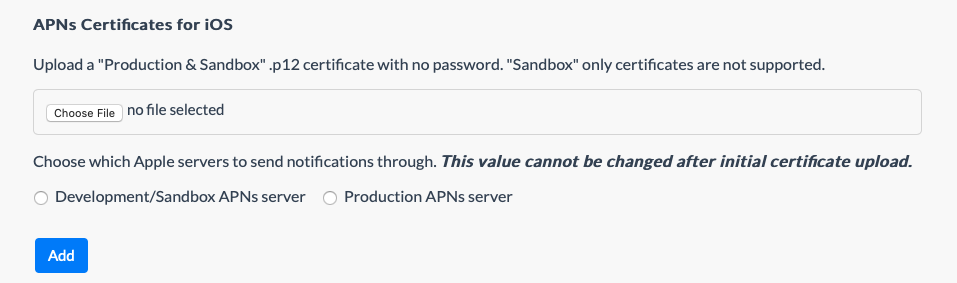 APNs Certificates for iOS
Upload a "Production & Sandbox" .p12 certificate with no password. "Sandbox" only certificates are not supported.
Choose File no file selected
Choose which Apple servers to send notifications through. This value cannot be changed after initial certificate upload.
Development/Sandbox APNs server Production APNs server
Add